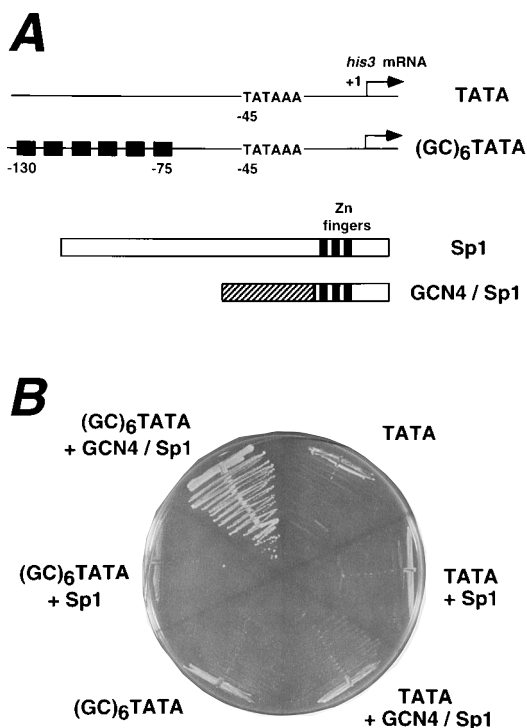 A
his3 mRNA
+1
TATAAA
TATA
-45
TATAAA
(GC)6TATA
-130
-75
-45
Zn
fingers
Sp1
GCN4 / Sp1
B
(GC)6TATA
+ GCN4 / Sp1
TATA
(GC)6TATA
+ Sp1
TATA
+ Sp1
(GC)6TATA
TATA
+ GCN4 / Sp1